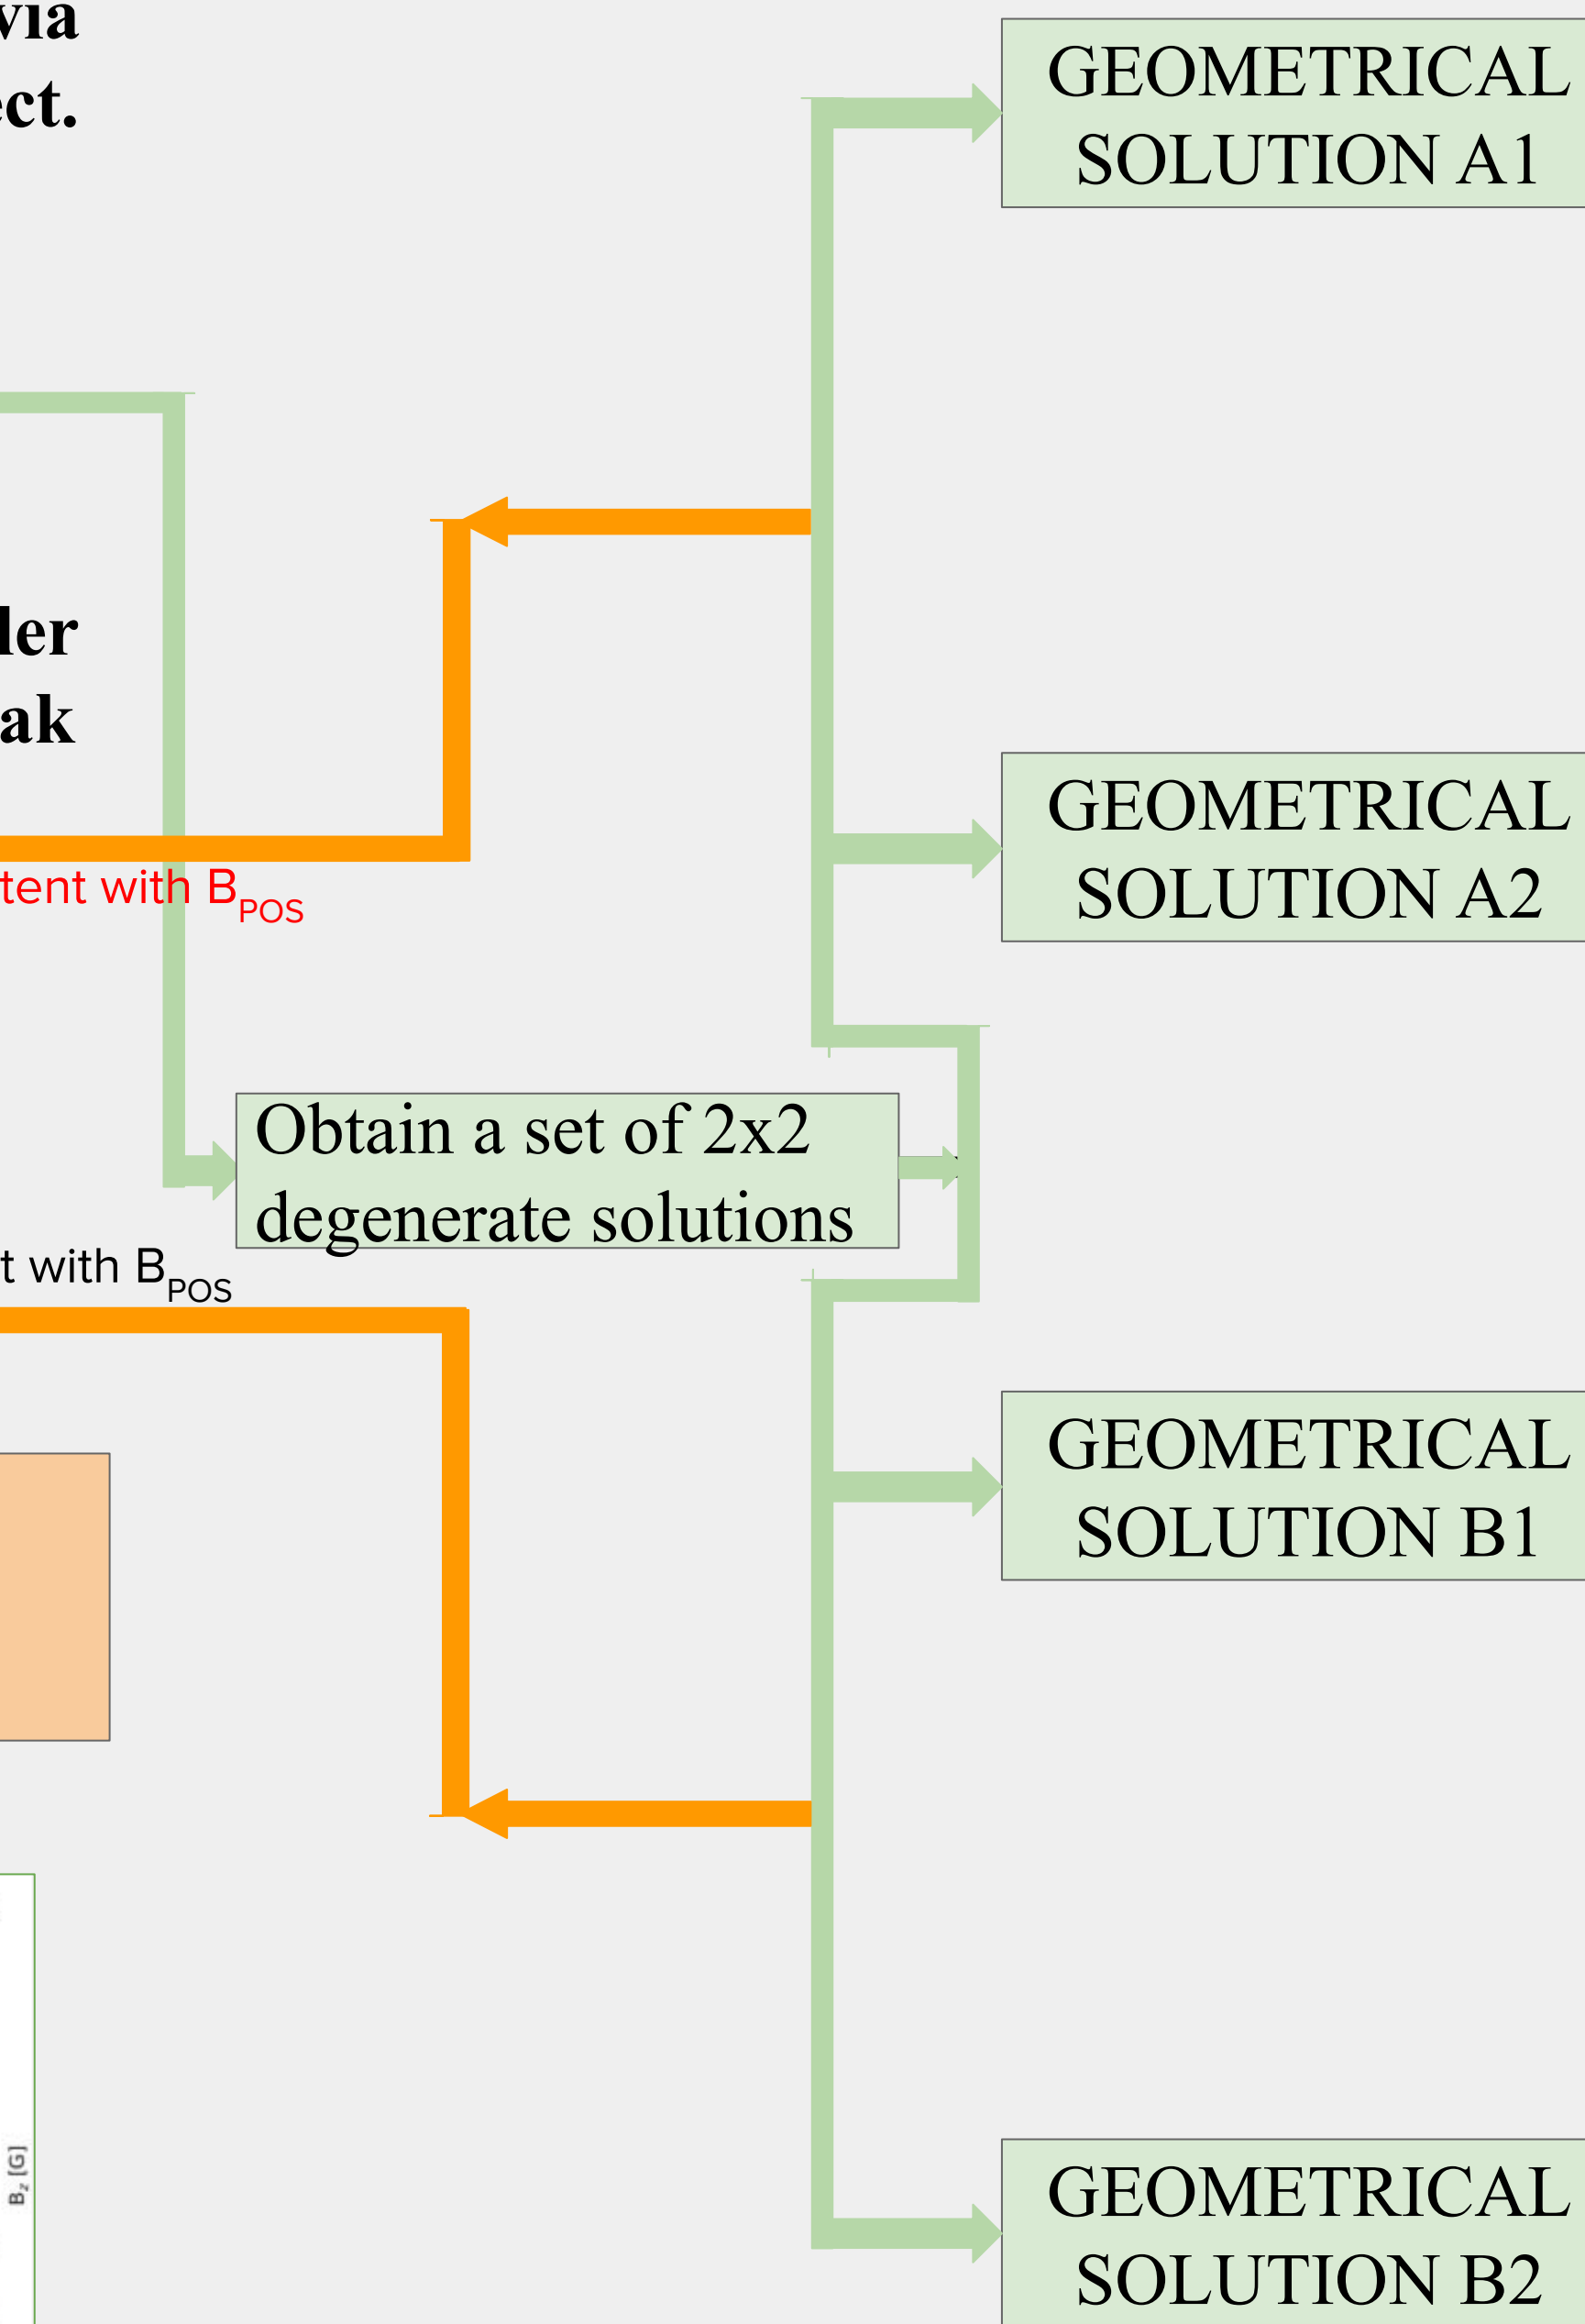 via
ect.
GEOMETRICAL
SOLUTION A1
ler
ak
GEOMETRICAL
SOLUTION A2
tent with BPOS
Obtain a set of 2x2
degenerate solutions
t with BPOS
GEOMETRICAL
SOLUTION B1
Bz [G]
GEOMETRICAL
SOLUTION B2